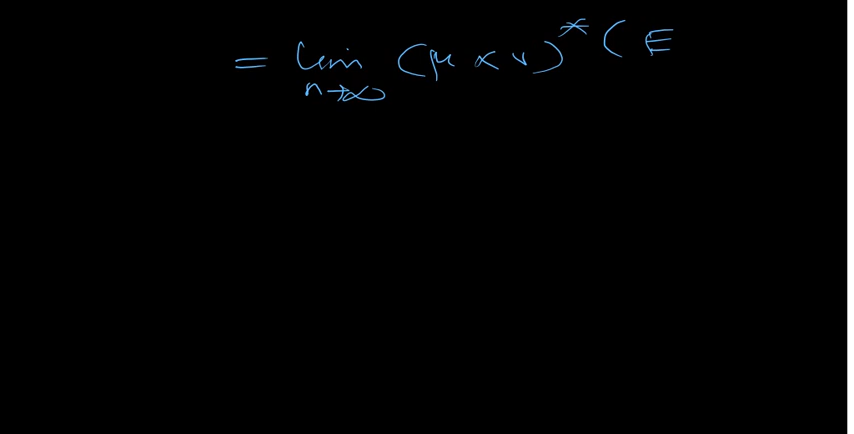 = lim n→∞ (μ × ν)* ( E